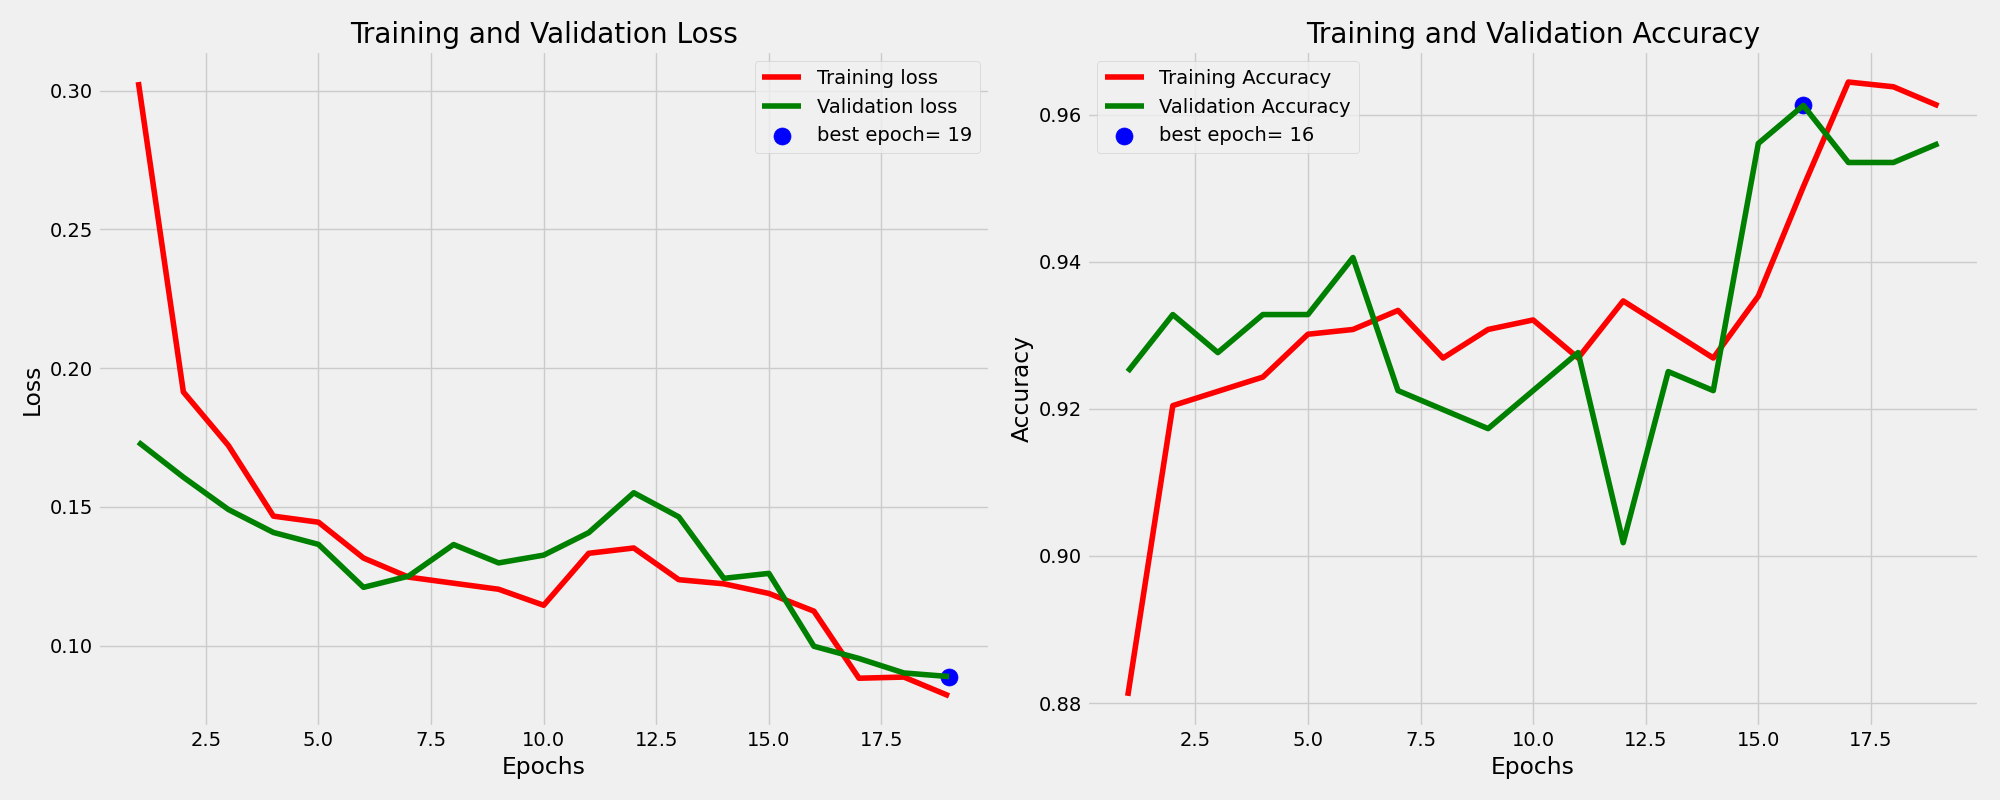 Training and Validation Loss
Training loss
Validation loss
best epoch= 19
0.30
0.25
0.20
0.15
0.10
Loss
2.5 5.0 7.5 10.0 12.5 15.0 17.5
Epochs
Training and Validation Accuracy
Training Accuracy
Validation Accuracy
best epoch= 16
0.96
0.94
0.92
0.90
0.88
Accuracy
2.5 5.0 7.5 10.0 12.5 15.0 17.5
Epochs